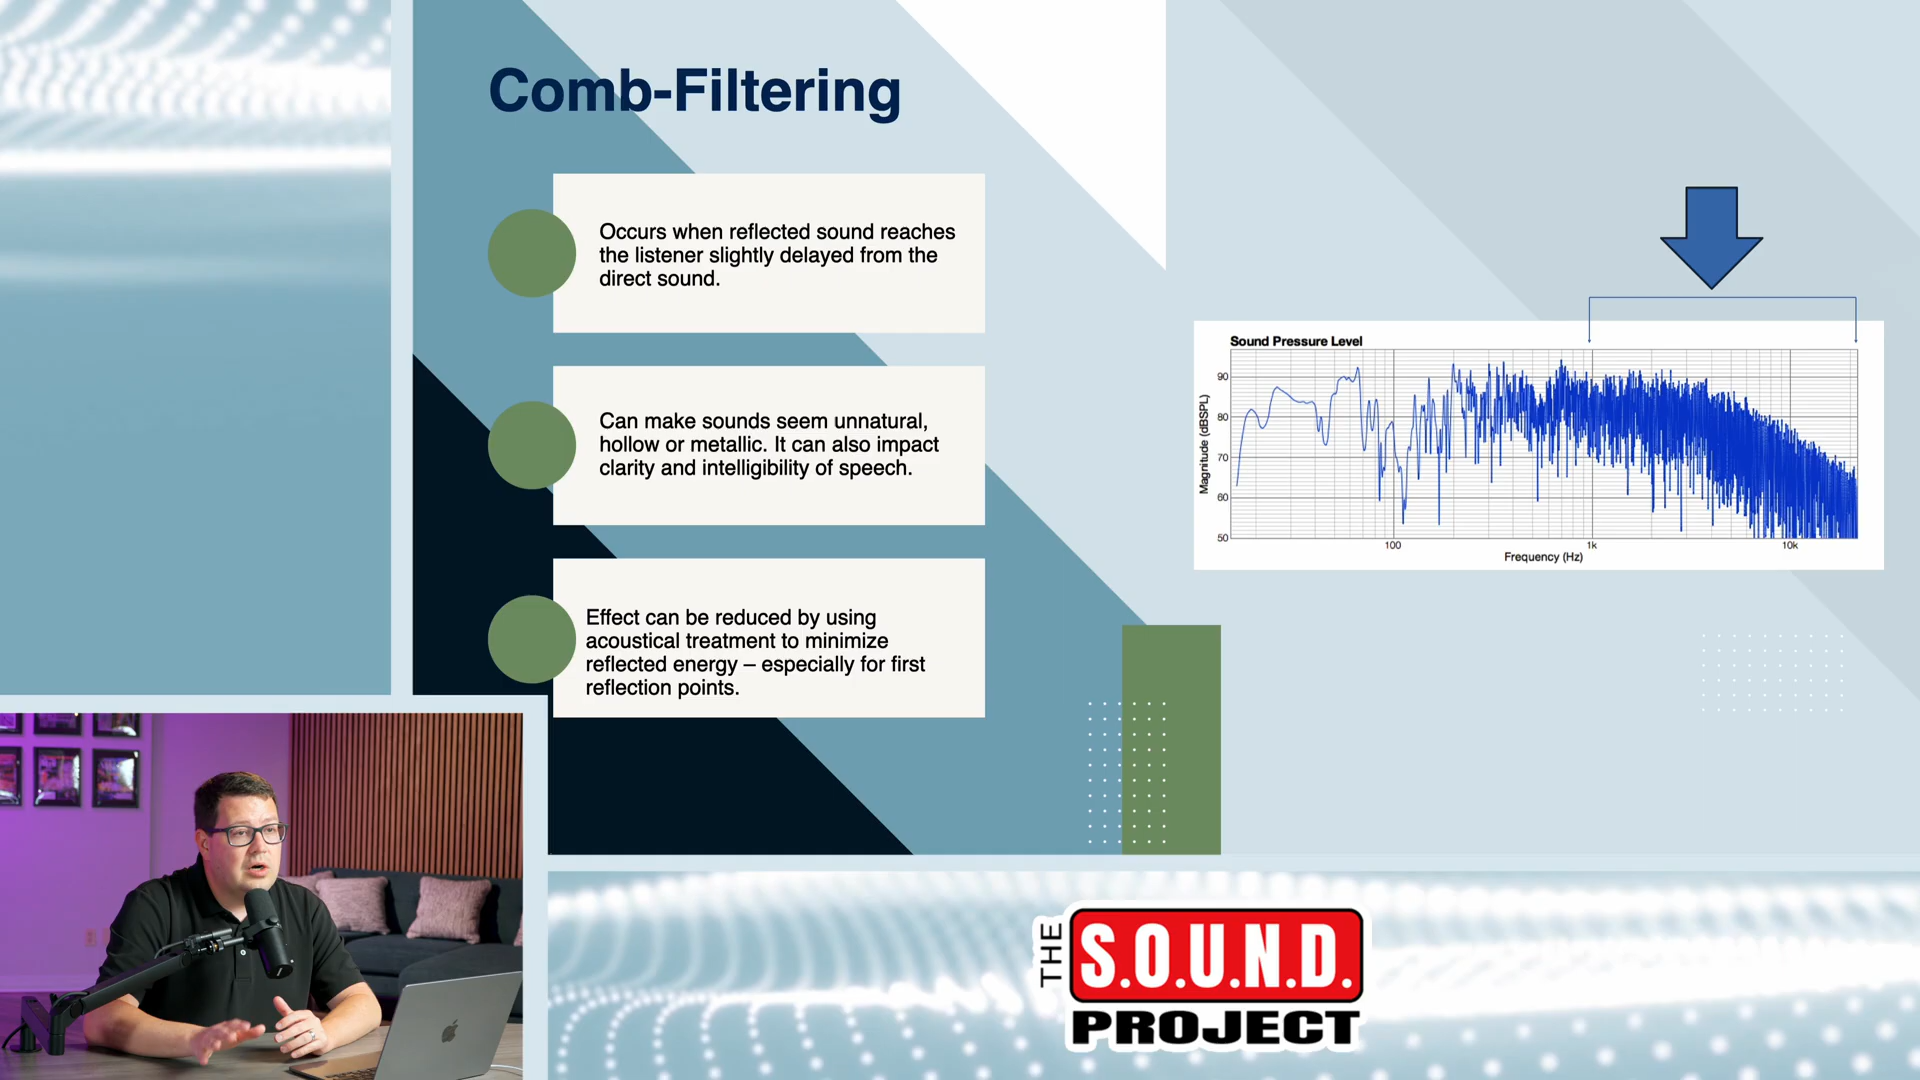 Comb-Filtering
Occurs when reflected sound reaches
the listener slightly delayed from the
direct sound.
Can make sounds seem unnatural,
hollow or metallic. It can also impact
clarity and intelligibility of speech.
Effect can be reduced by using
acoustical treatment to minimize
reflected energy – especially for first
reflection points.
Sound Pressure Level
Magnitude (dBSPL)
90
80
70
60
50
100
1k
10k
Frequency (Hz)
THE
S.O.U.N.D.
PROJECT